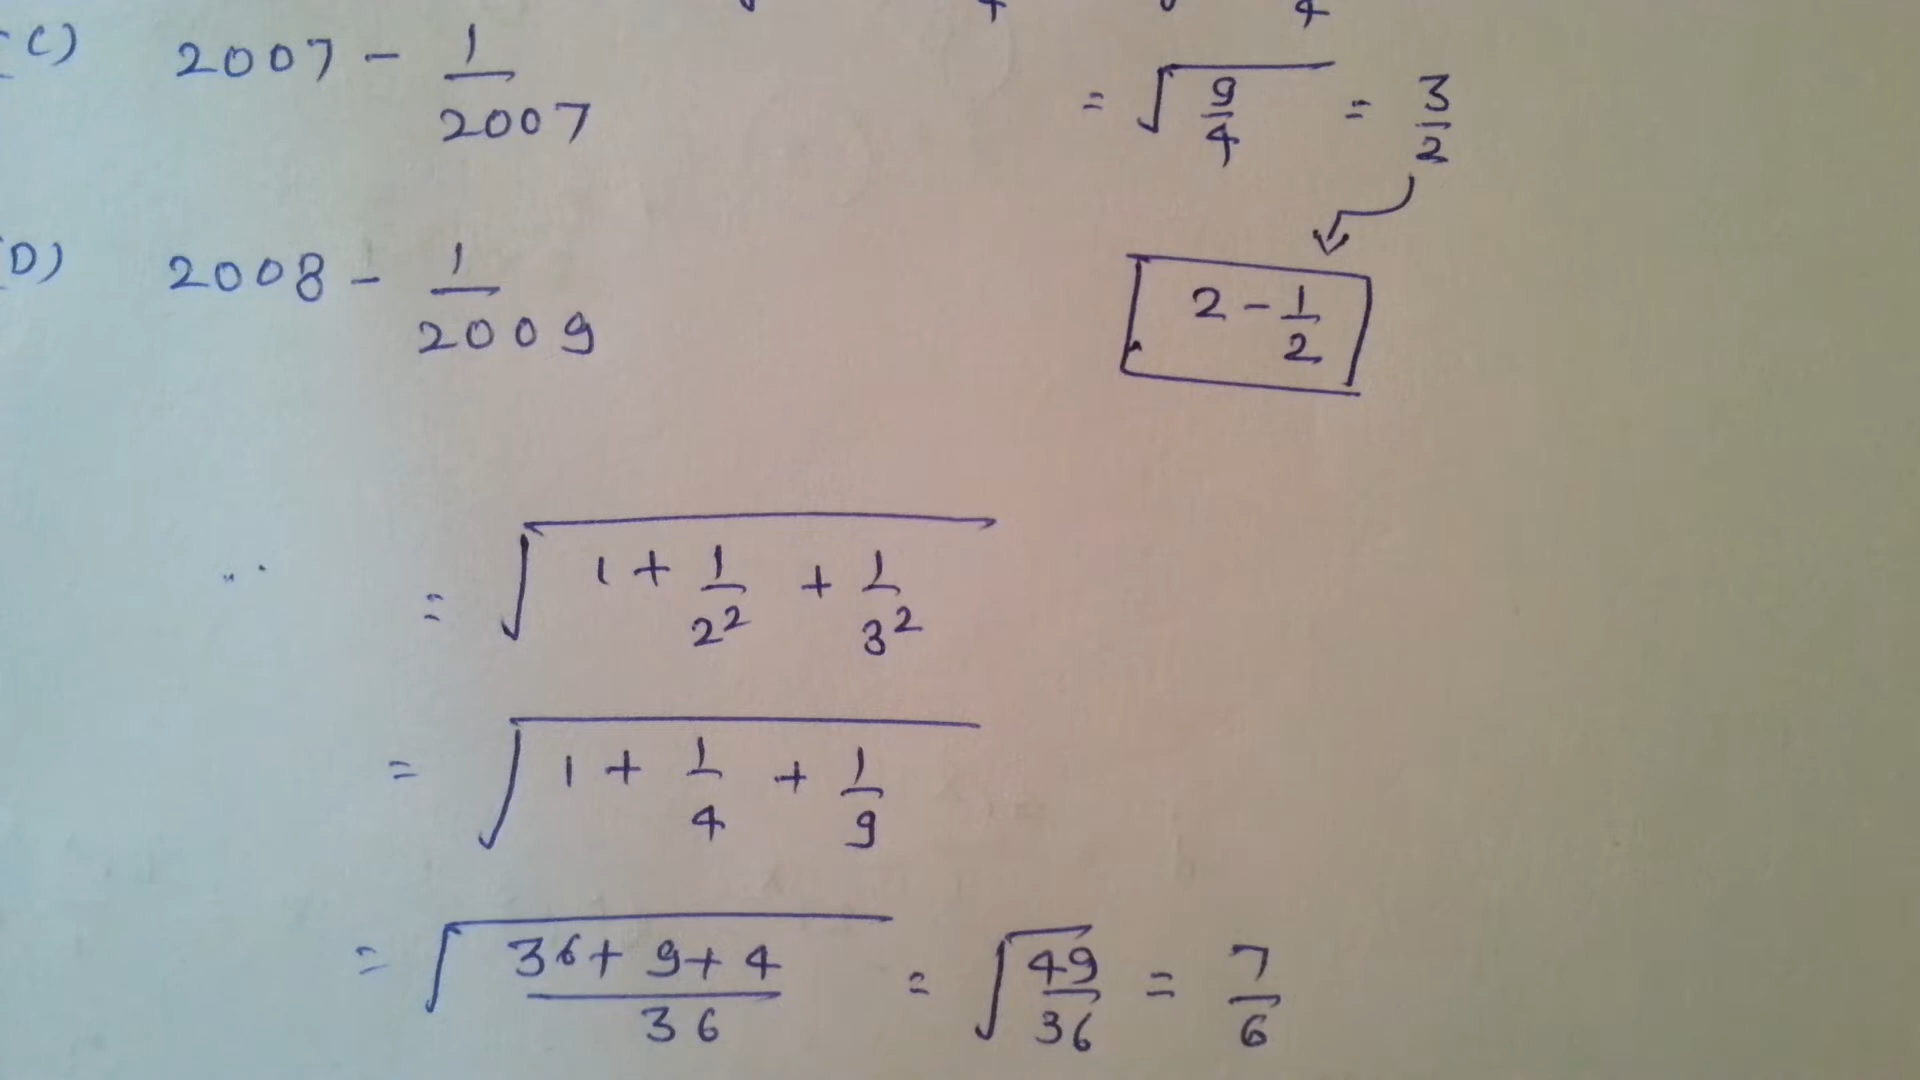 (C) 2007 - 1/2007
= √(9/4) = 3/2
(D) 2008 - 1/2009
2 - 1/2
= √(1 + 1/2² + 1/3²)
= √(1 + 1/4 + 1/9)
= √((36 + 9 + 4)/36) = √(49/36) = 7/6